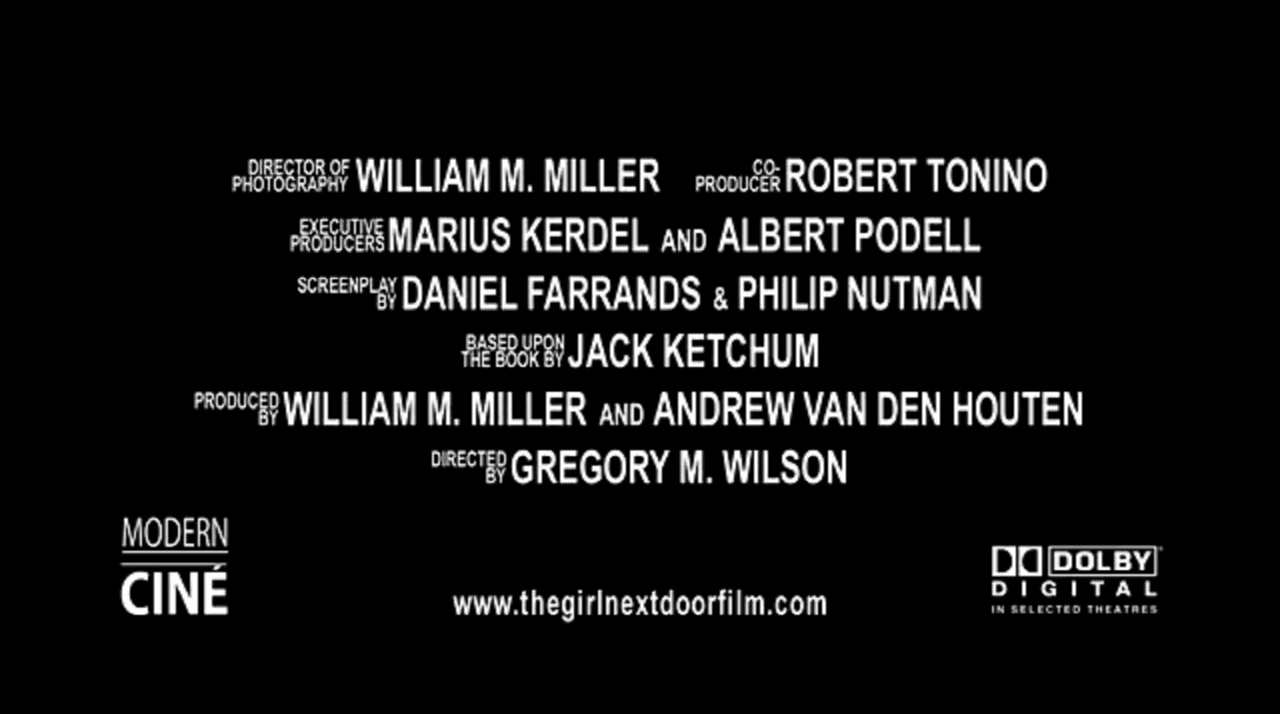 DIRECTOR OF PHOTOGRAPHY WILLIAM M. MILLER CO-PRODUCER ROBERT TONINO
EXECUTIVE PRODUCERS MARIUS KERDEL AND ALBERT PODELL
SCREENPLAY BY DANIEL FARRANDS & PHILIP NUTMAN
BASED UPON THE BOOK BY JACK KETCHUM
PRODUCED BY WILLIAM M. MILLER AND ANDREW VAN DEN HOUTEN
DIRECTED BY GREGORY M. WILSON
MODERN
CINÉ
www.thegirlnextdoorfilm.com
DOLBY
DIGITAL
IN SELECTED THEATRES